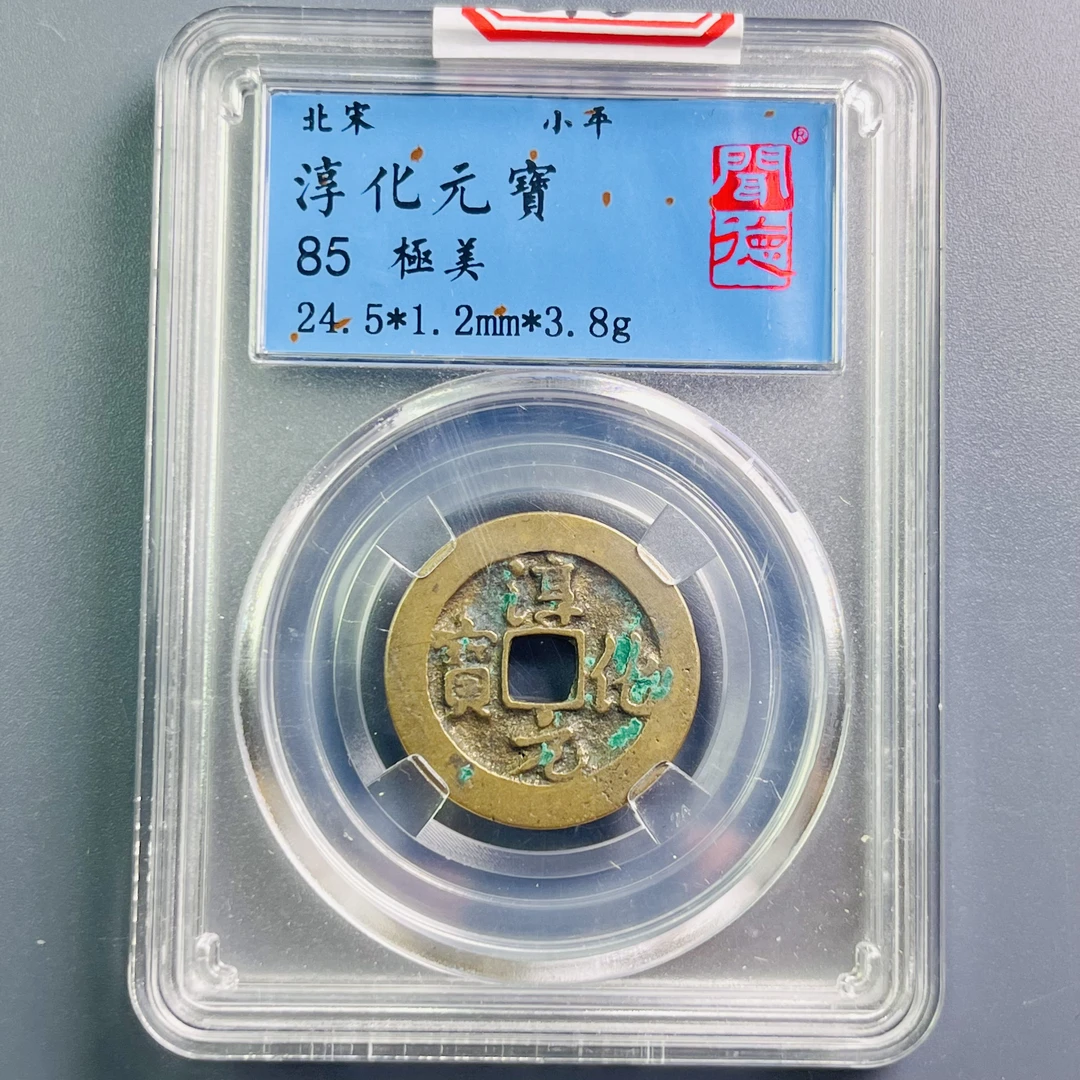 北宋 小平
淳化元寶
85 極美
24.5*1.2mm*3.8g
®
聞德
淳化元寶